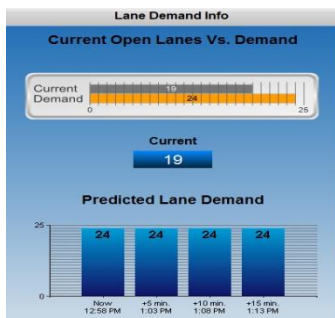 Lane Demand Info
Current Open Lanes Vs. Demand
Current 19
Demand 24
0 25
Current
19
Predicted Lane Demand
25
24 24 24 24
0
Now +5 min. +10 min. +15 min.
12:58 PM 1:03 PM 1:08 PM 1:13 PM